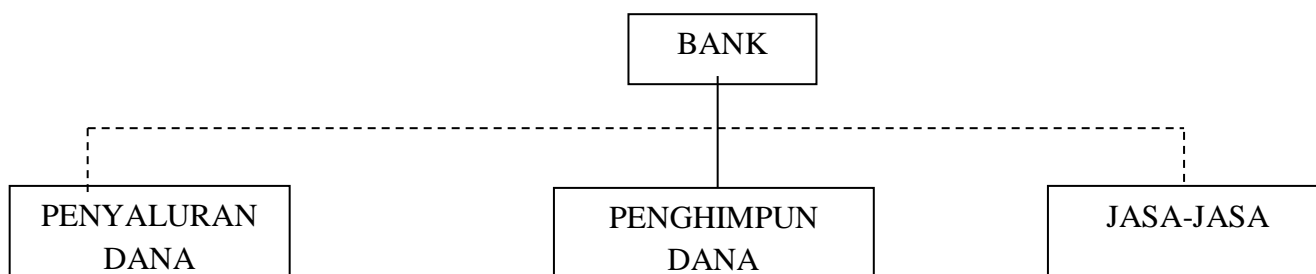 BANK
PENYALURAN
DANA
PENGHIMPUN
DANA
JASA-JASA